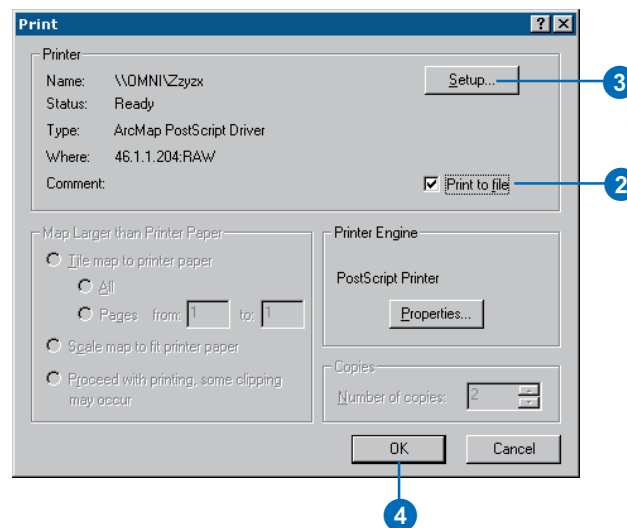 Print
Printer
Name: \\OMNI\Zzyzx
Setup...
3
Status: Ready
Type: ArcMap PostScript Driver
Where: 46.1.1.204:RAW
Comment:
Print to file
2
Map Larger than Printer Paper
Tile map to printer paper
All
Pages from: 1 to: 1
Scale map to fit printer paper
Proceed with printing, some clipping
may occur
Printer Engine
PostScript Printer
Properties...
Copies
Number of copies: 2
OK
Cancel
4